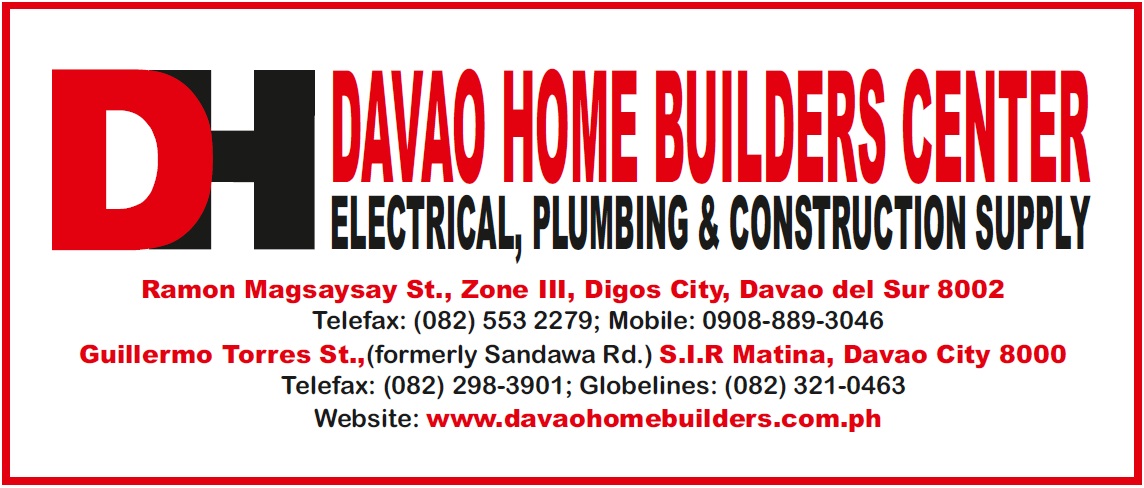 DH
DAVAO HOME BUILDERS CENTER
ELECTRICAL, PLUMBING & CONSTRUCTION SUPPLY
Ramon Magsaysay St., Zone III, Digos City, Davao del Sur 8002
Telefax: (082) 553 2279; Mobile: 0908-889-3046
Guillermo Torres St.,(formerly Sandawa Rd.) S.I.R Matina, Davao City 8000
Telefax: (082) 298-3901; Globelines: (082) 321-0463
Website: www.davaohomebuilders.com.ph